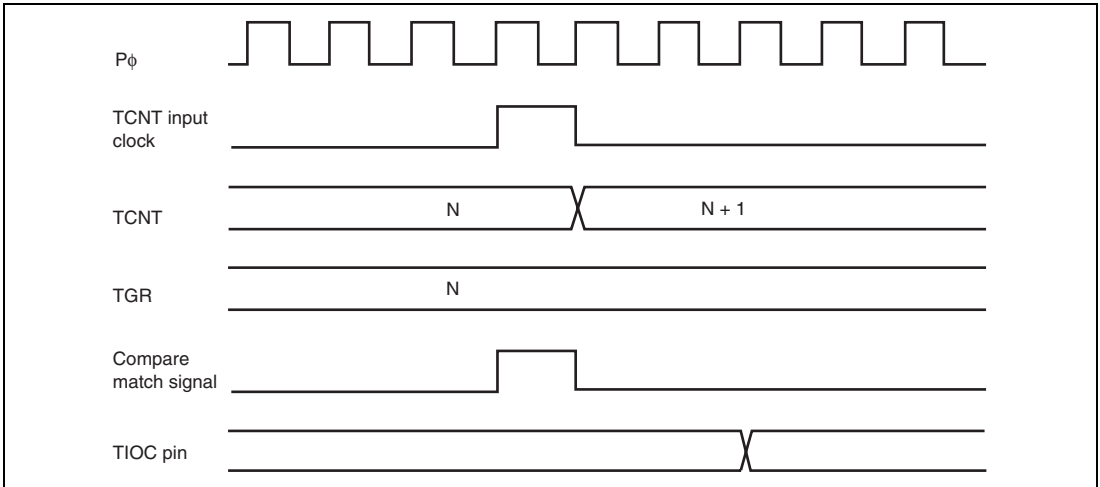 Pϕ
TCNT input
clock
TCNT
N
N + 1
TGR
N
Compare
match signal
TIOC pin